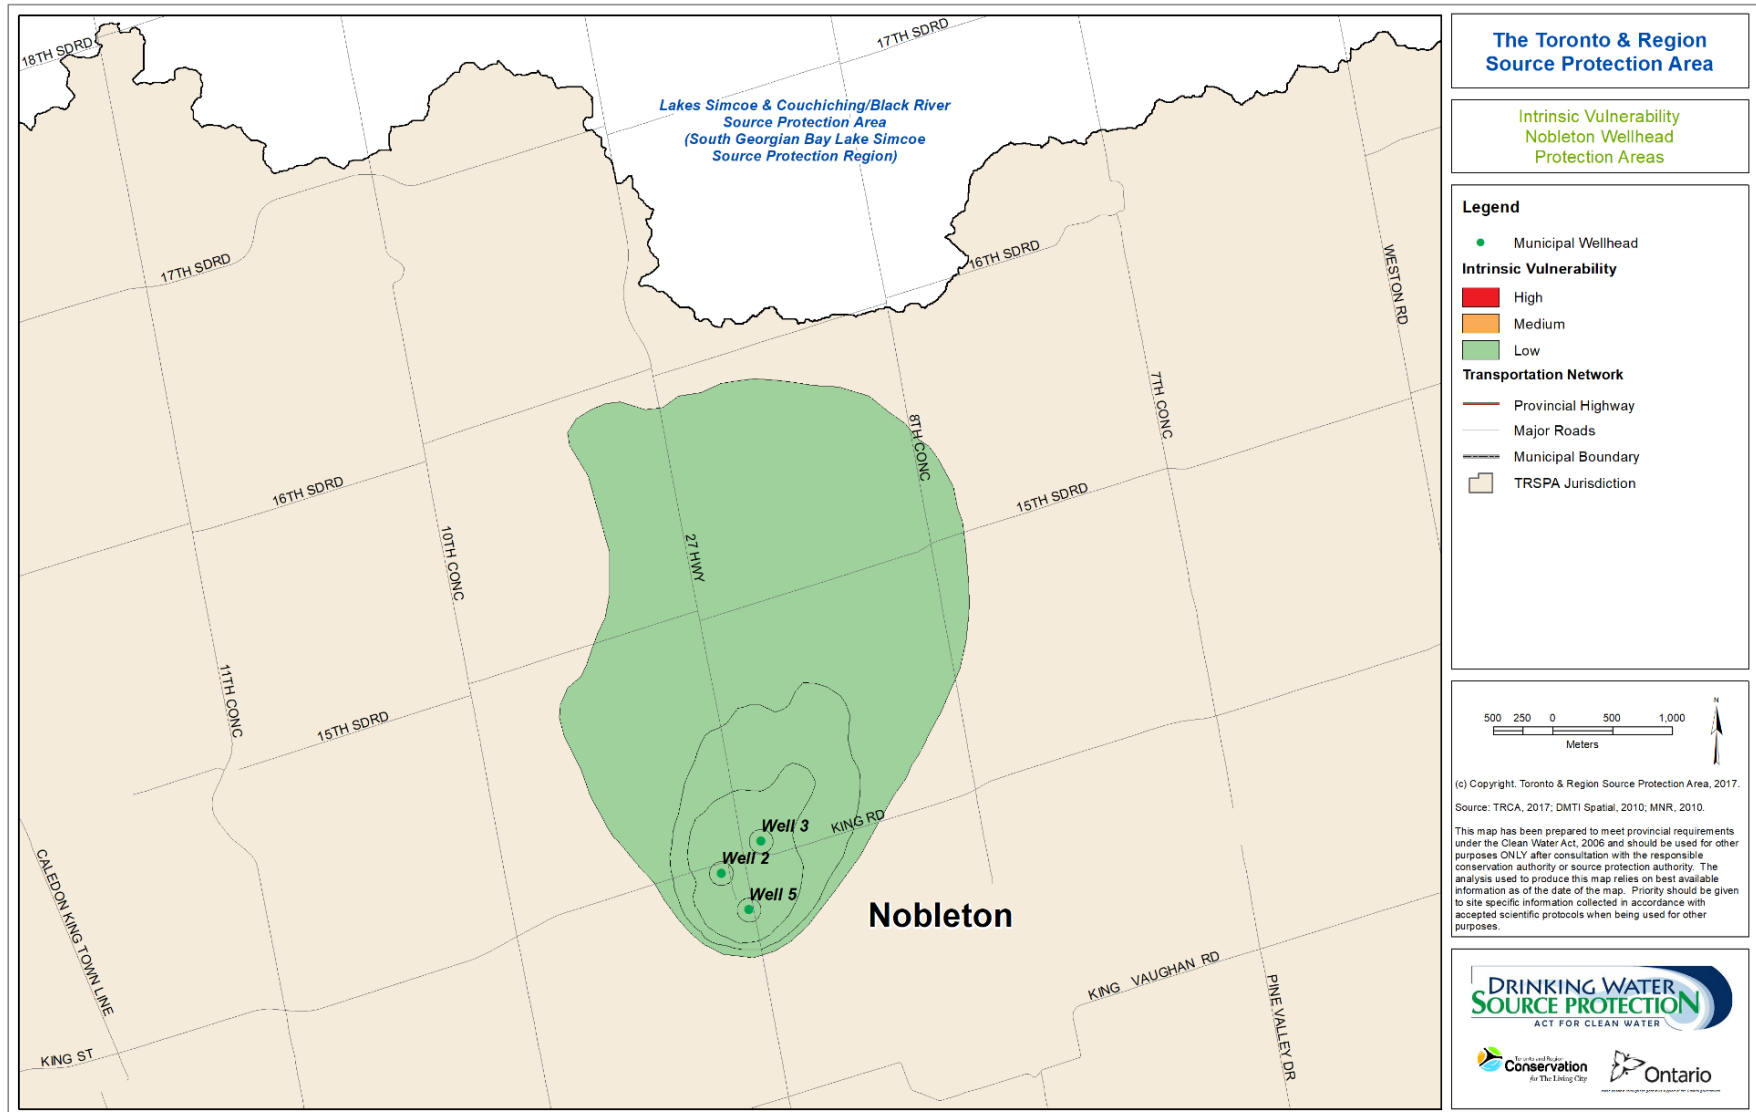 18TH SDRD
17TH SDRD
Lakes Simcoe & Couchiching/Black River
Source Protection Area
(South Georgian Bay Lake Simcoe
Source Protection Region)
17TH SDRD
16TH SDRD
WESTON RD
7TH CONC
8TH CONC
16TH SDRD
15TH SDRD
10TH CONC
27 HWY
11TH CONC
15TH SDRD
CALEDON KING TOWN LINE
Well 3
KING RD
Well 2
Well 5
Nobleton
KING VAUGHAN RD
PINE VALLEY DR
KING ST
The Toronto & Region
Source Protection Area
Intrinsic Vulnerability
Nobleton Wellhead
Protection Areas
Legend
Municipal Wellhead
Intrinsic Vulnerability
High
Medium
Low
Transportation Network
Provincial Highway
Major Roads
Municipal Boundary
TRSPA Jurisdiction
N
500 250 0 500 1,000
Meters
(c) Copyright. Toronto & Region Source Protection Area, 2017.
Source: TRCA, 2017; DMTI Spatial, 2010; MNR, 2010.
This map has been prepared to meet provincial requirements
under the Clean Water Act, 2006 and should be used for other
purposes ONLY after consultation with the responsible
conservation authority or source protection authority. The
analysis used to produce this map relies on best available
information as of the date of the map. Priority should be given
to site specific information collected in accordance with
accepted scientific protocols when being used for other
purposes.
DRINKING WATER
SOURCE PROTECTION
ACT FOR CLEAN WATER
Toronto and Region
Conservation
for The Living City
Ontario